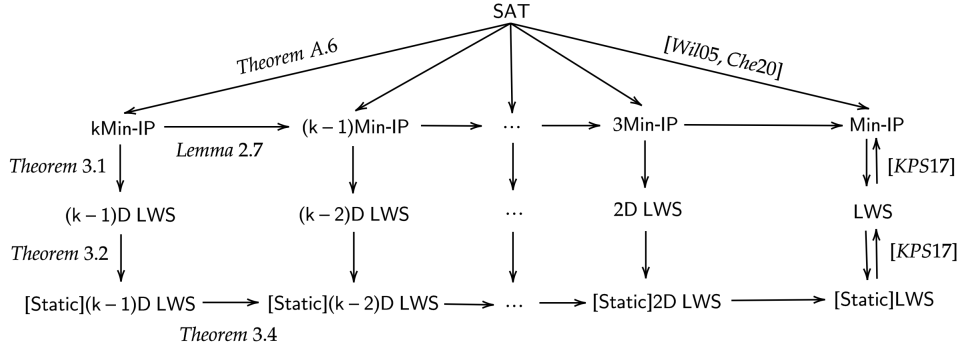 SAT
Theorem A.6
[Wil05, Che20]
kMin-IP
(k − 1)Min-IP
...
3Min-IP
Min-IP
Lemma 2.7
Theorem 3.1
[KPS17]
(k − 1)D LWS
(k − 2)D LWS
...
2D LWS
LWS
Theorem 3.2
[KPS17]
[Static](k − 1)D LWS
[Static](k − 2)D LWS
...
[Static]2D LWS
[Static]LWS
Theorem 3.4